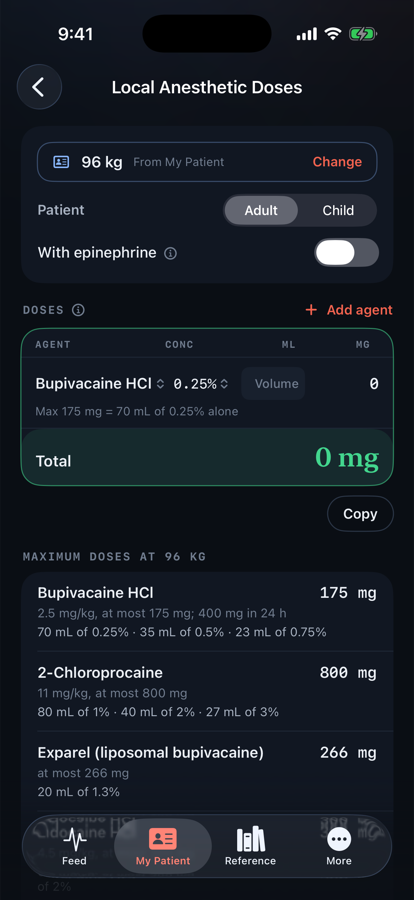 9:41
Local Anesthetic Doses
96 kg From My Patient Change
Patient Adult Child
With epinephrine
DOSES + Add agent
AGENT CONC ML MG
Bupivacaine HCl 0.25% Volume 0
Max 175 mg = 70 mL of 0.25% alone
Total 0 mg
Copy
MAXIMUM DOSES AT 96 KG
Bupivacaine HCl 175 mg
2.5 mg/kg, at most 175 mg; 400 mg in 24 h
70 mL of 0.25% · 35 mL of 0.5% · 23 mL of 0.75%
2-Chloroprocaine 800 mg
11 mg/kg, at most 800 mg
80 mL of 1% · 40 mL of 2% · 27 mL of 3%
Exparel (liposomal bupivacaine) 266 mg
at most 266 mg
20 mL of 1.3%
Feed My Patient Reference More
of 2%